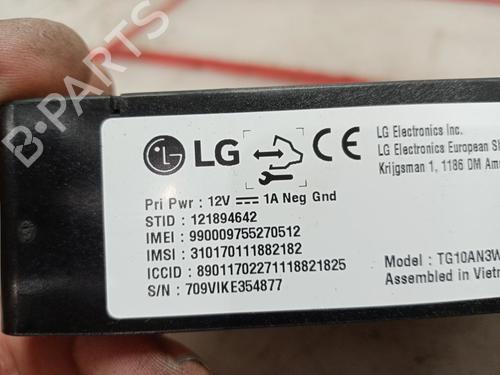 B-PARTS
LG
CE
LG Electronics Inc.
LG Electronics European
Krijgsman 1, 1186 DM
Pri Pwr : 12V ⎓ 1A Neg Gnd
STID : 121894642
IMEI : 990009755270512
IMSI : 310170111882182
ICCID : 89011702271118821825
S/N : 709VIKE354877
Model : TG10AN3W
Assembled in